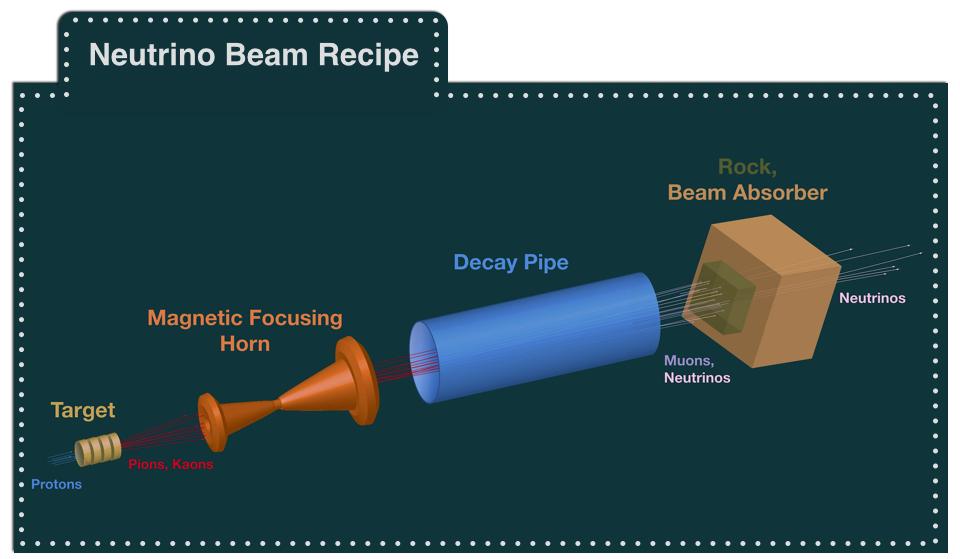 Neutrino Beam Recipe
Rock,
Beam Absorber
Decay Pipe
Neutrinos
Magnetic Focusing
Horn
Muons,
Neutrinos
Target
Pions, Kaons
Protons